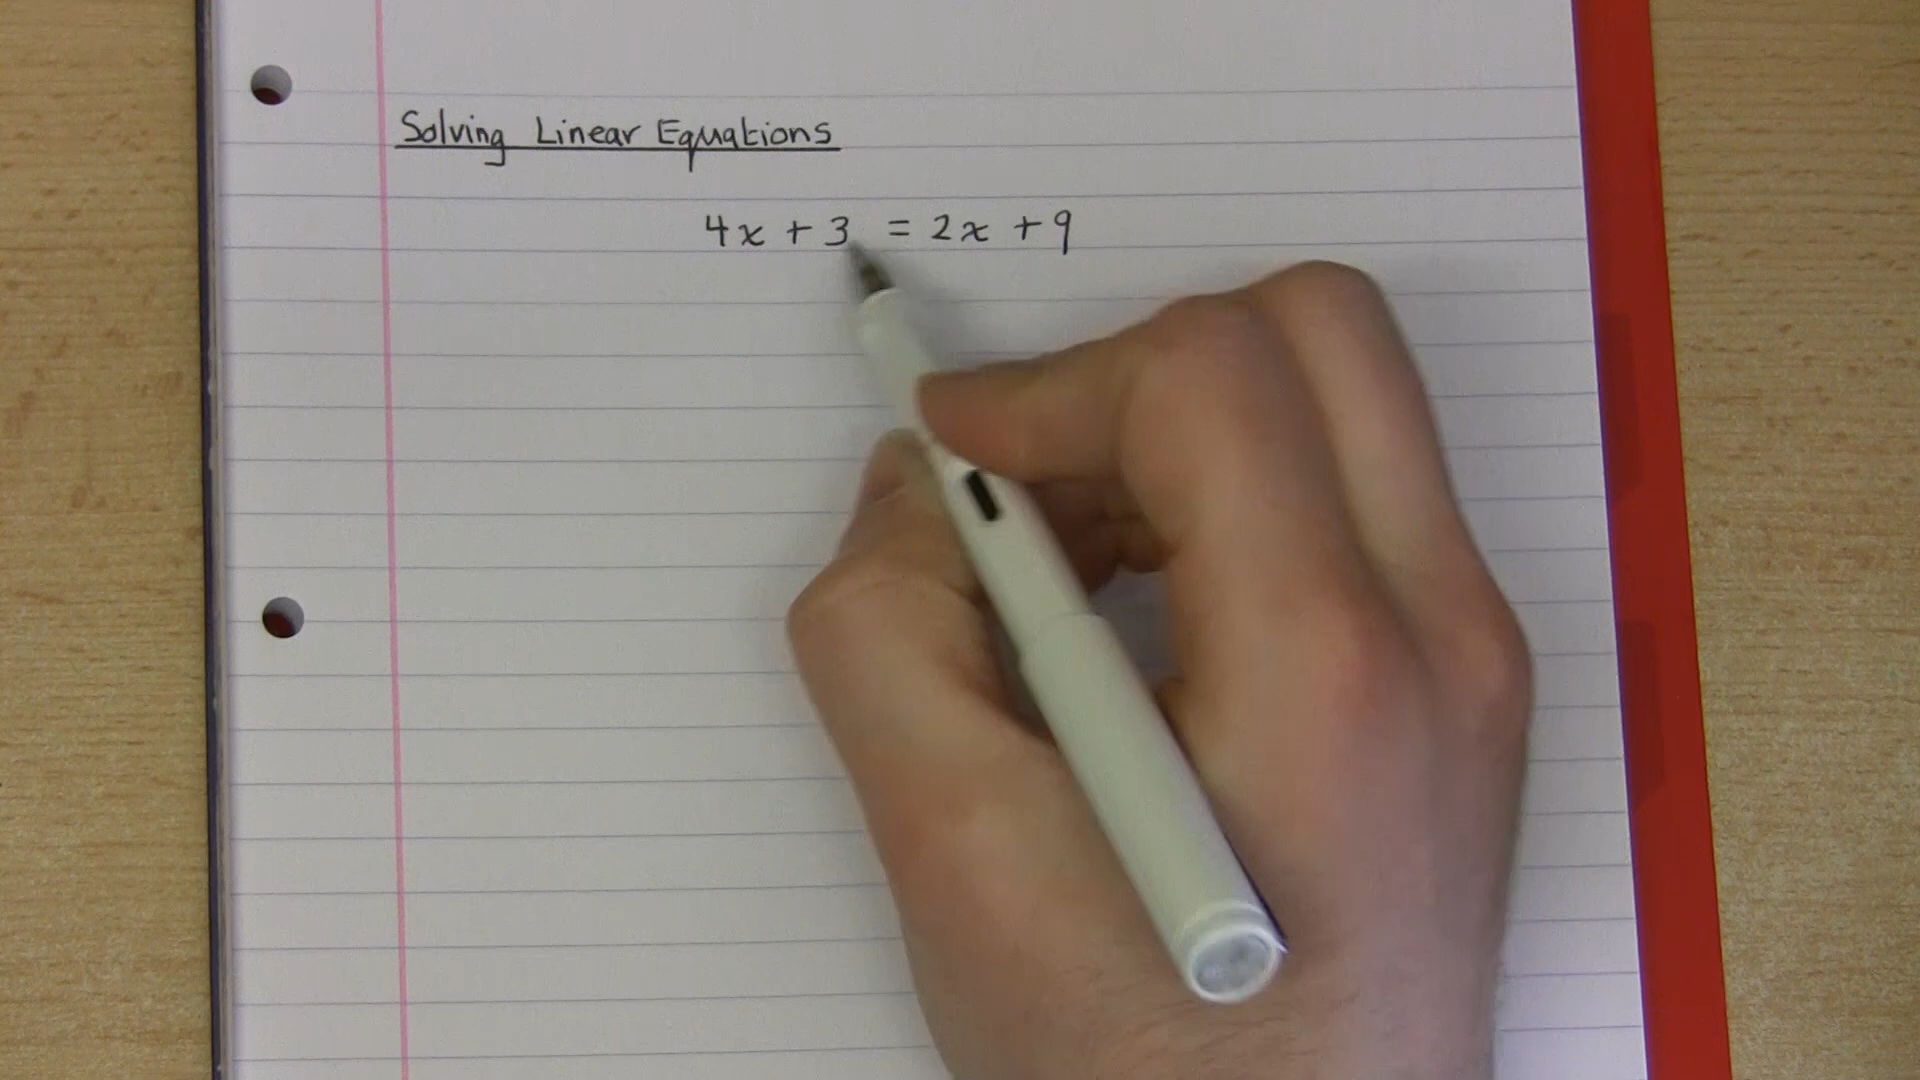 Solving Linear Equations
4x + 3 = 2x + 9